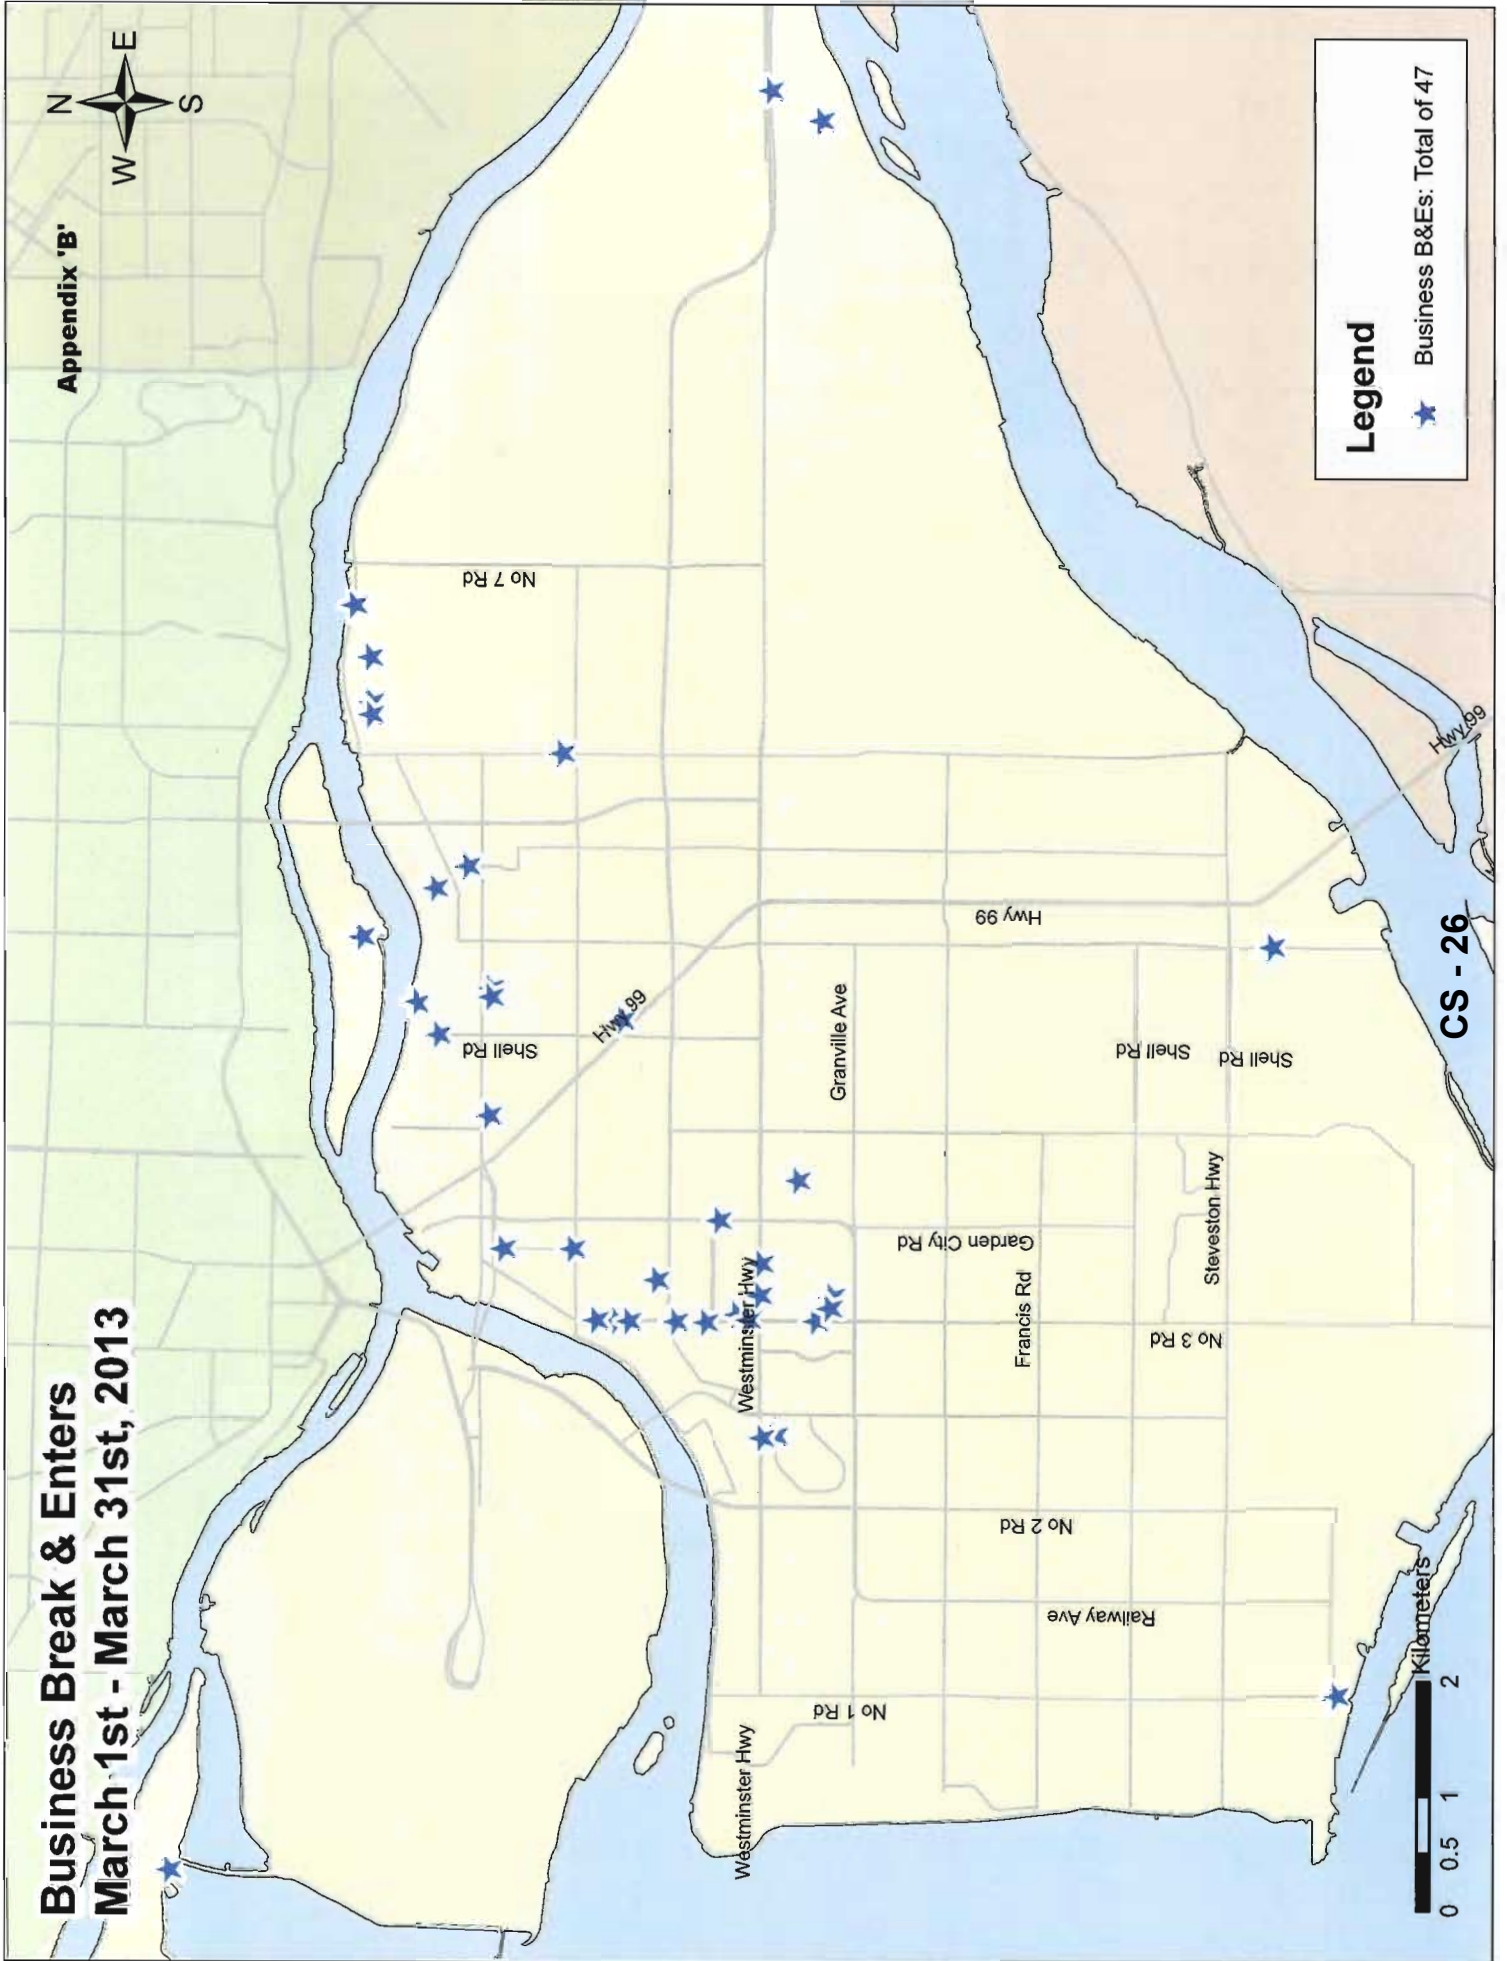 Business Break & Enters
March 1st - March 31st, 2013
Appendix 'B'
N
W
E
S
No 7 Rd
Shell Rd
Hwy 99
Hwy 99
Granville Ave
Shell Rd
Shell Rd
Westminster Hwy
Garden City Rd
Francis Rd
Steveston Hwy
No 3 Rd
No 2 Rd
Railway Ave
No 1 Rd
Westminster Hwy
Hwy 99
Kilometers
0 0.5 1 2
Legend
Business B&Es: Total of 47
CS - 26